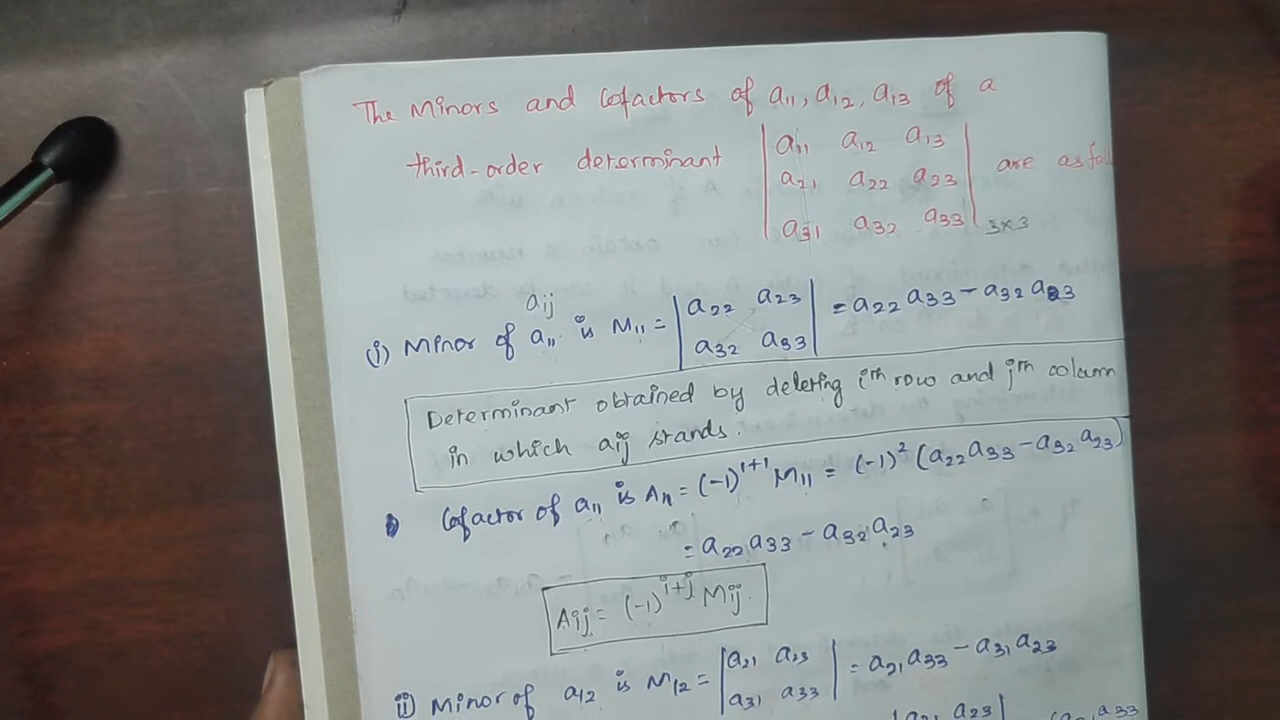 The Minors and Cofactors of a11, a12, a13 of a
third-order determinant |a11 a12 a13| are as
|a21 a22 a23|
|a31 a32 a33| 3×3
aij
(i) Minor of a11 is M11 = |a22 a23| = a22 a33 - a32 a23
|a32 a33|
Determinant obtained by deleting ith row and jth column
in which aij stands.
Cofactor of a11 is A11 = (-1)^1+1 M11 = (-1)^2 (a22 a33 - a32 a23)
= a22 a33 - a32 a23
Aij = (-1)^i+j Mij.
ii) Minor of a12 is M12 = |a21 a23| = a21 a33 - a31 a23
|a31 a33|